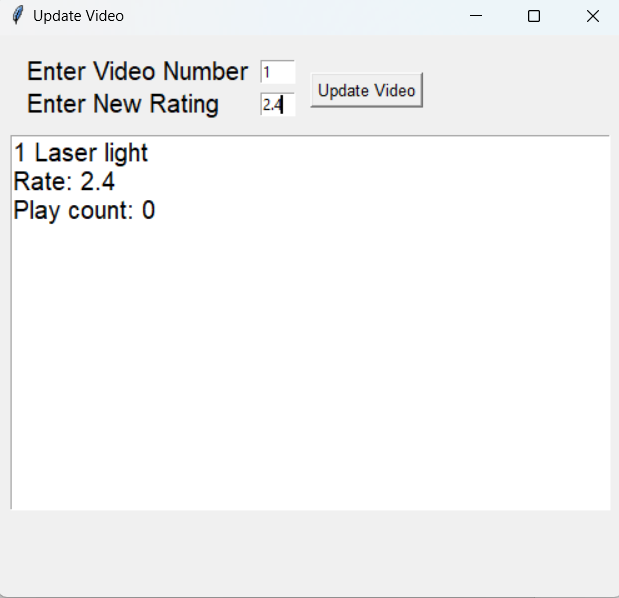 Update Video
Enter Video Number 1
Enter New Rating 2.4
Update Video
1 Laser light
Rate: 2.4
Play count: 0